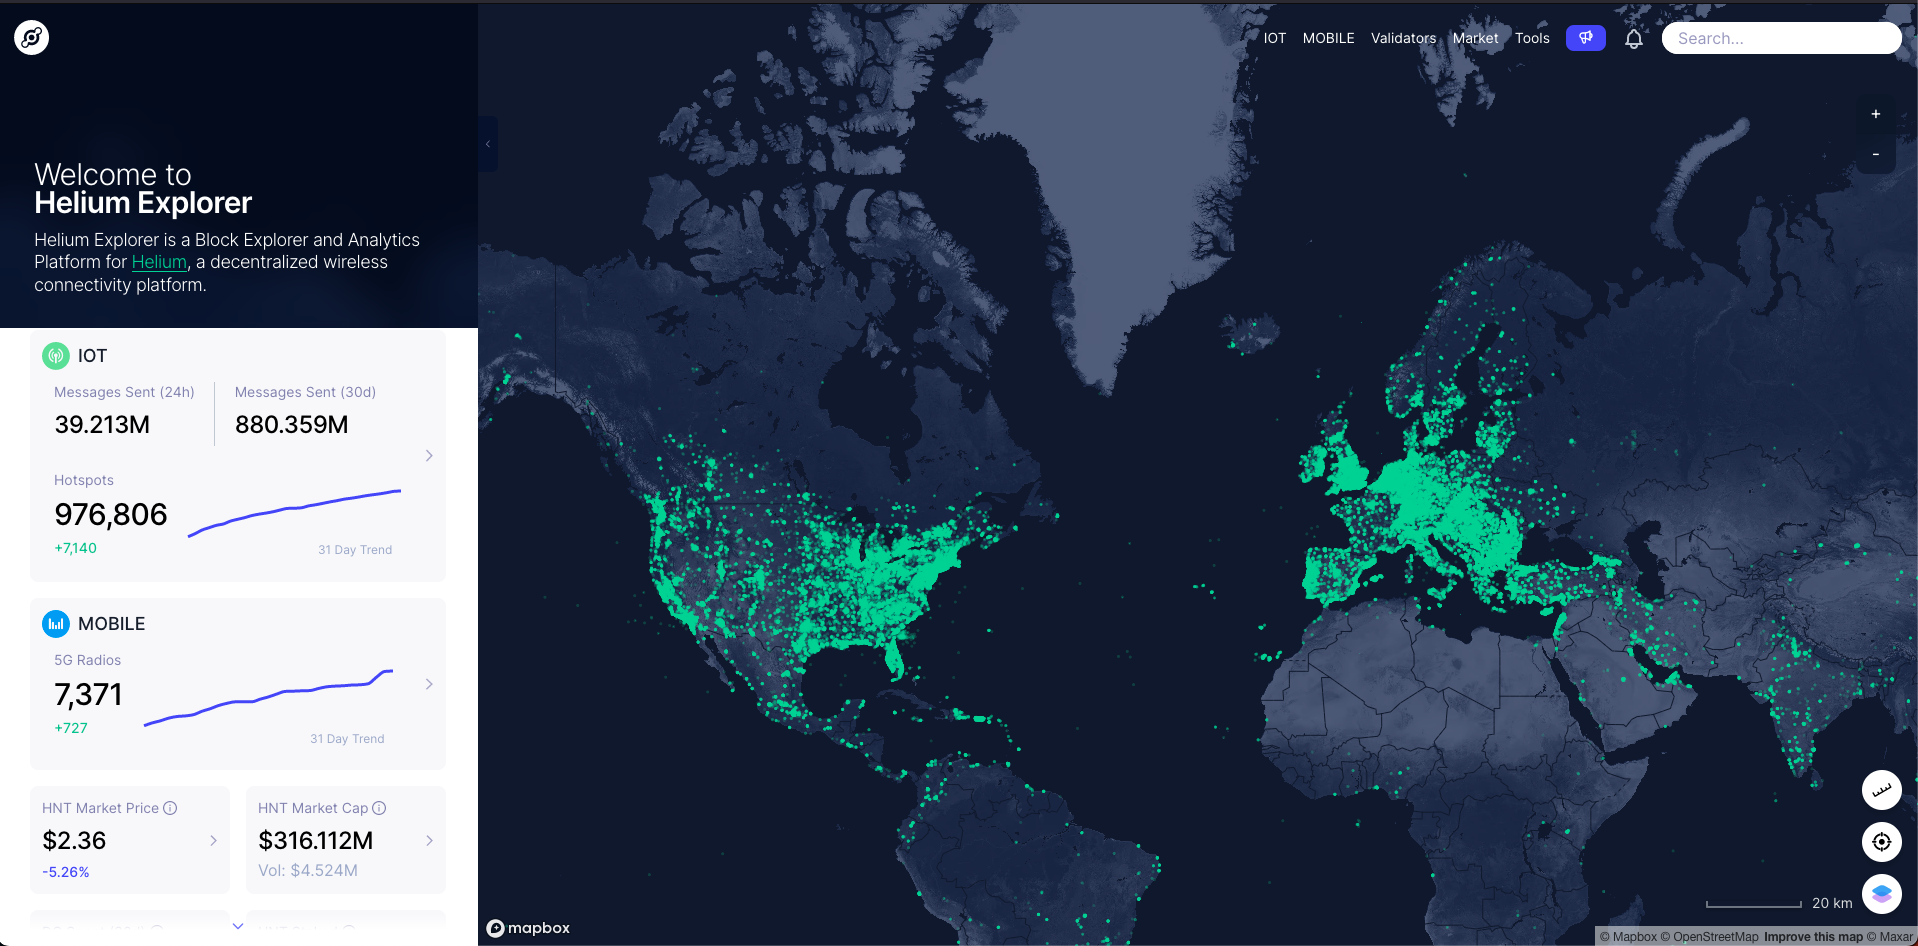 IOT MOBILE Validators Market Tools Search...
Welcome to
Helium Explorer
Helium Explorer is a Block Explorer and Analytics
Platform for Helium, a decentralized wireless
connectivity platform.
IOT
Messages Sent (24h) Messages Sent (30d)
39.213M 880.359M
Hotspots
976,806
+7,140
31 Day Trend
MOBILE
5G Radios
7,371
+727
31 Day Trend
HNT Market Price HNT Market Cap
$2.36 $316.112M
-5.26% Vol: $4.524M
+
-
20 km
mapbox
© Mapbox © OpenStreetMap Improve this map © Maxar